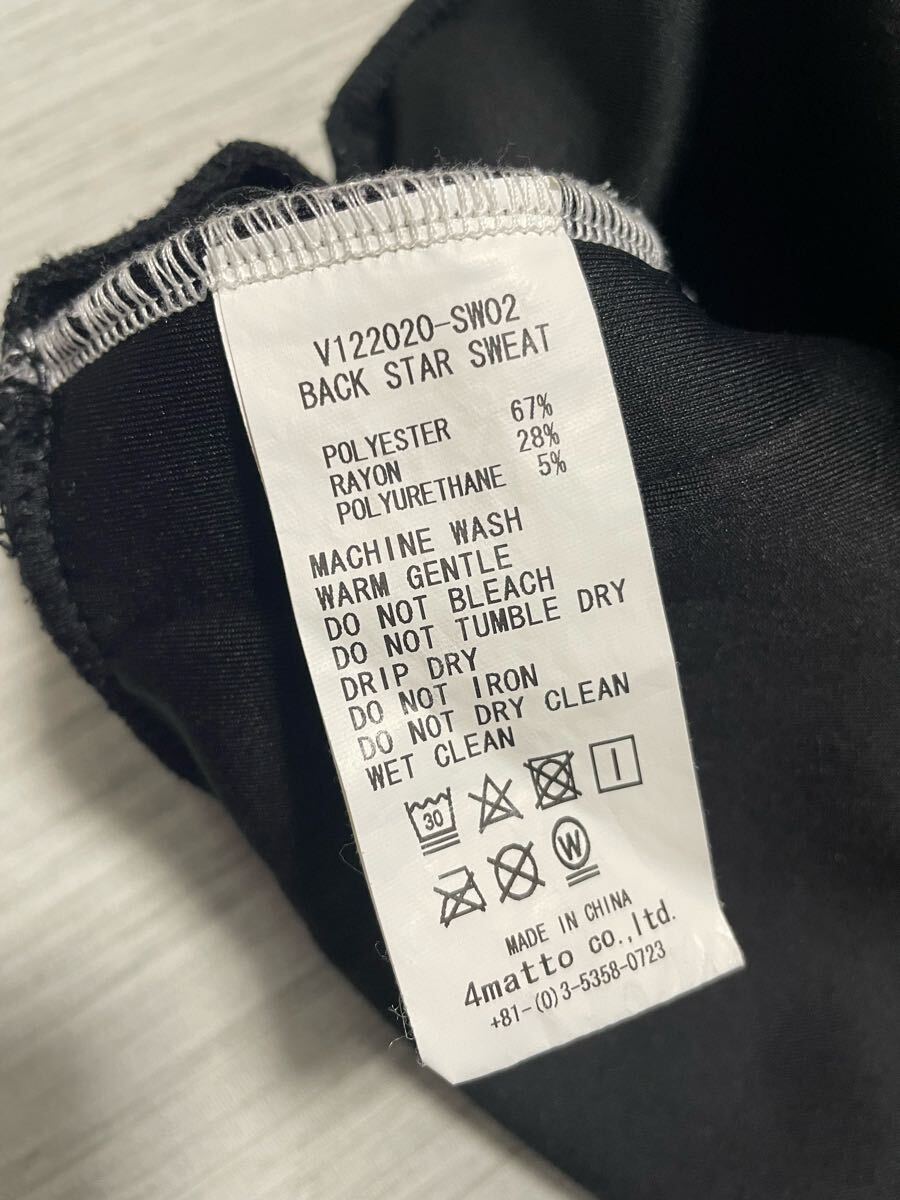 V122020-SW02
BACK STAR SWEAT
POLYESTER 67%
RAYON 28%
POLYURETHANE 5%
MACHINE WASH
WARM GENTLE
DO NOT BLEACH
DO NOT TUMBLE DRY
DRIP DRY
DO NOT IRON
DO NOT DRY CLEAN
WET CLEAN
30
W
MADE IN CHINA
4matto co.,ltd.
+81-(0)3-5358-0723